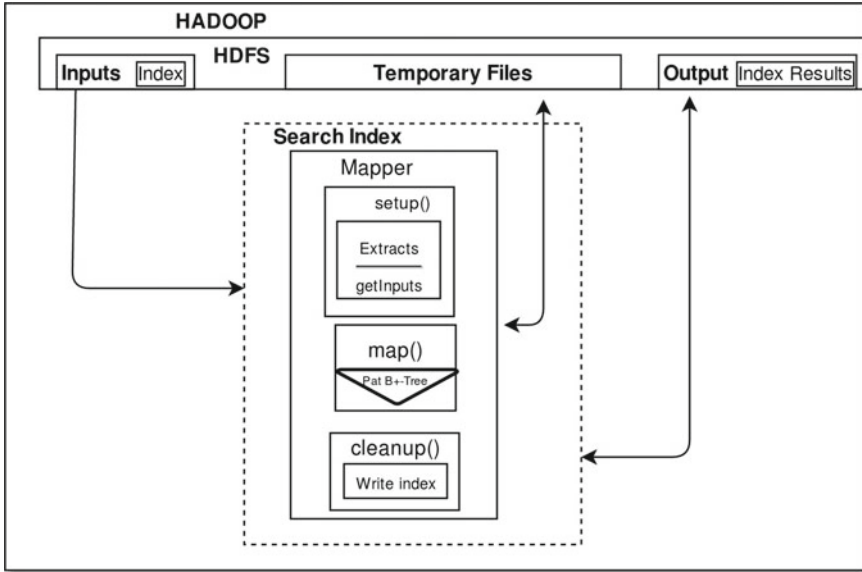 HADOOP
HDFS
Inputs Index
Temporary Files
Output Index Results
Search Index
Mapper
setup()
Extracts
getInputs
map()
Pat B+-Tree
cleanup()
Write index